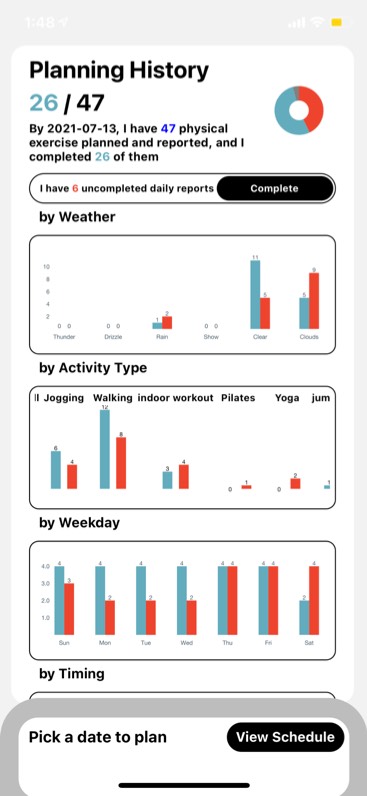 1:48
Planning History
26 / 47
By 2021-07-13, I have 47 physical
exercise planned and reported, and I
completed 26 of them
I have 6 uncompleted daily reports Complete
by Weather
10
8
6
4
2
0 0 0 0 1 2 0 0 11 5 5 9
Thunder Drizzle Rain Show Clear Clouds
by Activity Type
ll Jogging Walking indoor workout Pilates Yoga jum
6 4 12 8 3 4 0 1 0 2 1
by Weekday
4.0
3.0
2.0
1.0
4 3 4 2 4 2 4 2 4 4 4 4 2 4
Sun Mon Tue Wed Thu Fri Sat
by Timing
Pick a date to plan View Schedule